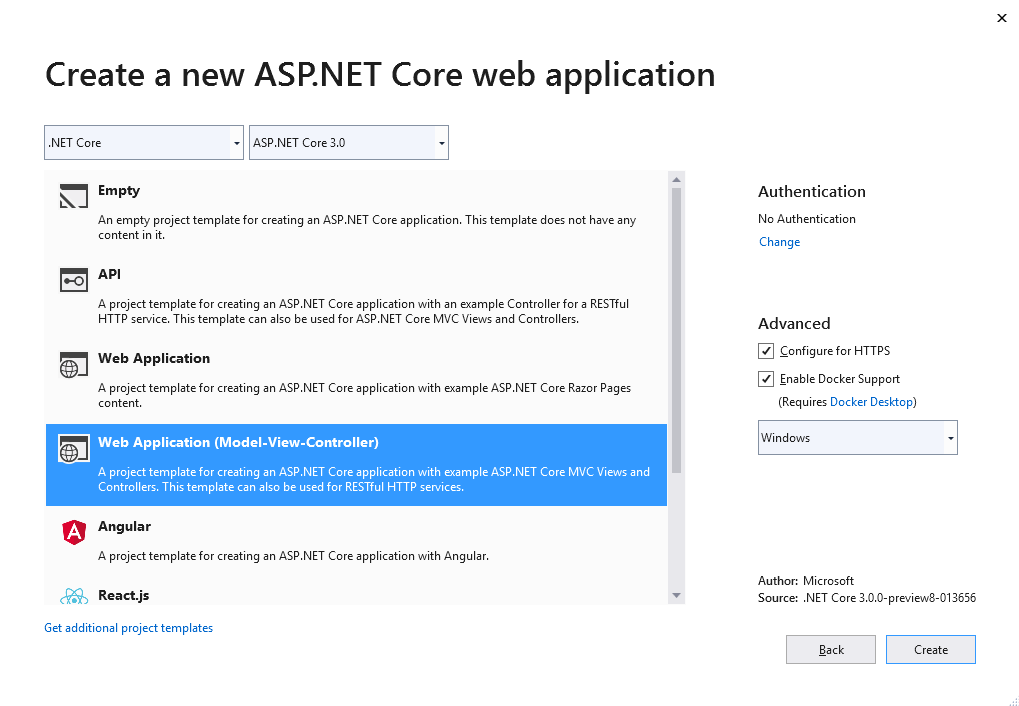 Create a new ASP.NET Core web application
.NET Core
ASP.NET Core 3.0
Empty
An empty project template for creating an ASP.NET Core application. This template does not have any
content in it.
API
A project template for creating an ASP.NET Core application with an example Controller for a RESTful
HTTP service. This template can also be used for ASP.NET Core MVC Views and Controllers.
Web Application
A project template for creating an ASP.NET Core application with example ASP.NET Core Razor Pages
content.
Web Application (Model-View-Controller)
A project template for creating an ASP.NET Core application with example ASP.NET Core MVC Views and
Controllers. This template can also be used for RESTful HTTP services.
Angular
A project template for creating an ASP.NET Core application with Angular.
React.js
Get additional project templates
Authentication
No Authentication
Change
Advanced
Configure for HTTPS
Enable Docker Support
(Requires Docker Desktop)
Windows
Author: Microsoft
Source: .NET Core 3.0.0-preview8-013656
Back
Create